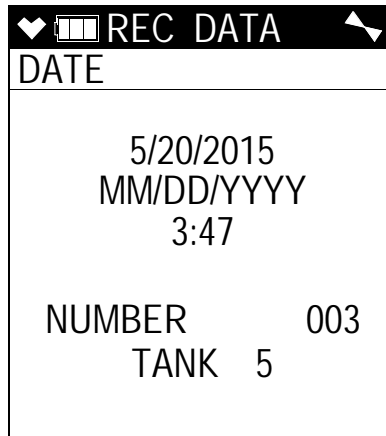 REC DATA
DATE
5/20/2015
MM/DD/YYYY
3:47
NUMBER 003
TANK 5